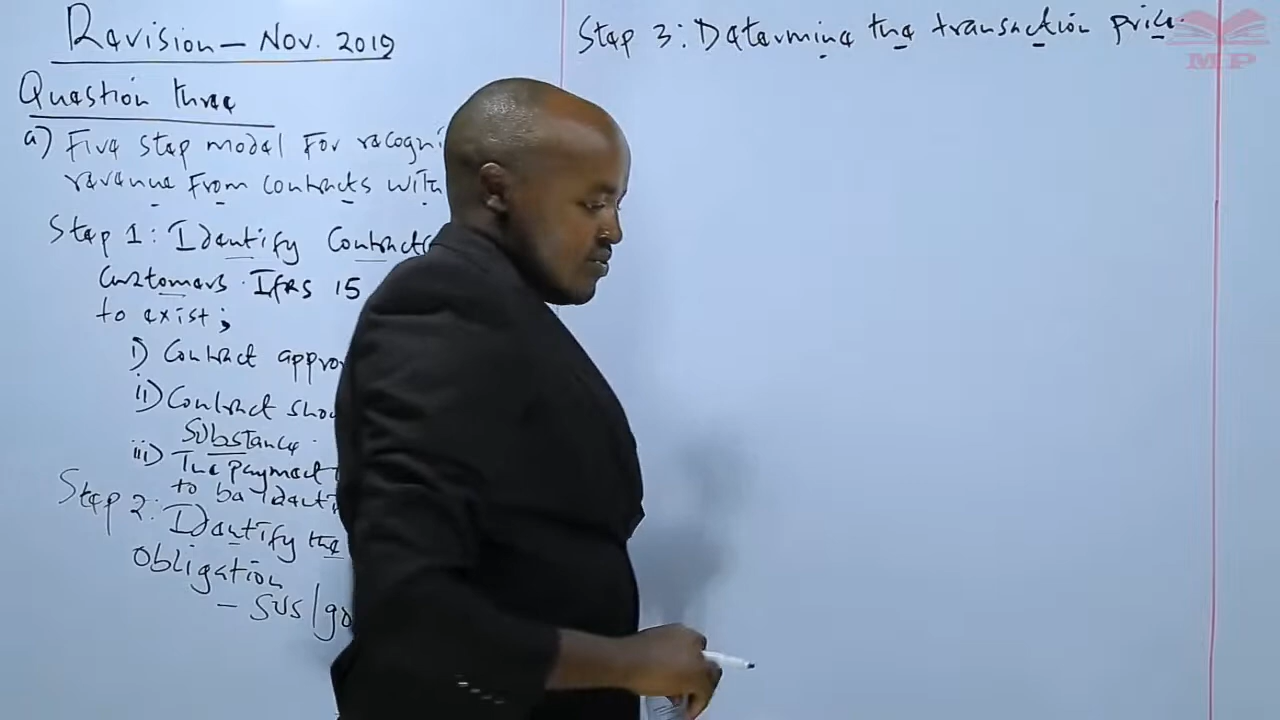 Revision - Nov. 2019
Question three
a) Five step model for recogni
revenue from contracts with
Step 1: Identify Contract
customers. IFRS 15
to exist;
i) Contract appro
ii) Contract shou
Substance.
iii) The payment
to be identi
Step 2: Identify the
Obligation
- SVS/go
Step 3: Determine the transaction price.
MP